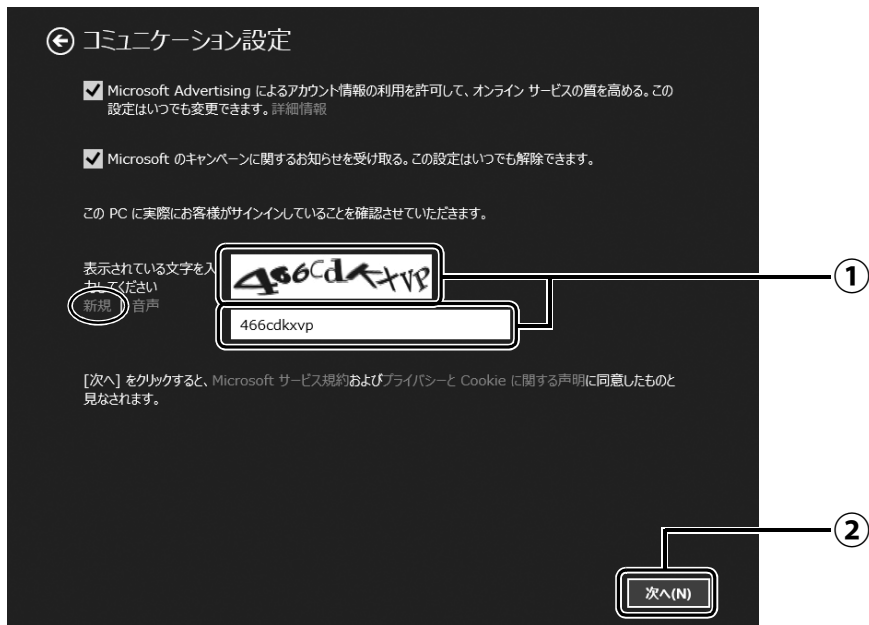 コミュニケーション設定
Microsoft Advertising によるアカウント情報の利用を許可して、オンライン サービスの質を高める。この
設定はいつでも変更できます。詳細情報
Microsoft のキャンペーンに関するお知らせを受け取る。この設定はいつでも解除できます。
この PC に実際にお客様がサインインしていることを確認させていただきます。
表示されている文字を入
力してください
新規 | 音声
466cdkxvp
466cdkxvp
①
[次へ] をクリックすると、Microsoft サービス規約およびプライバシーと Cookie に関する声明に同意したものと
見なされます。
②
次へ(N)